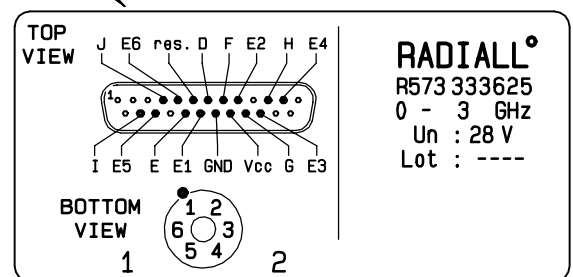 TOP
VIEW
J E6 res. D F E2 H E4
1
I E5 E E1 GND Vcc G E3
BOTTOM
VIEW
1 2
6 3
5 4
1 2
RADIALL°
R573 333625
0 - 3 GHz
Un : 28 V
Lot : ----